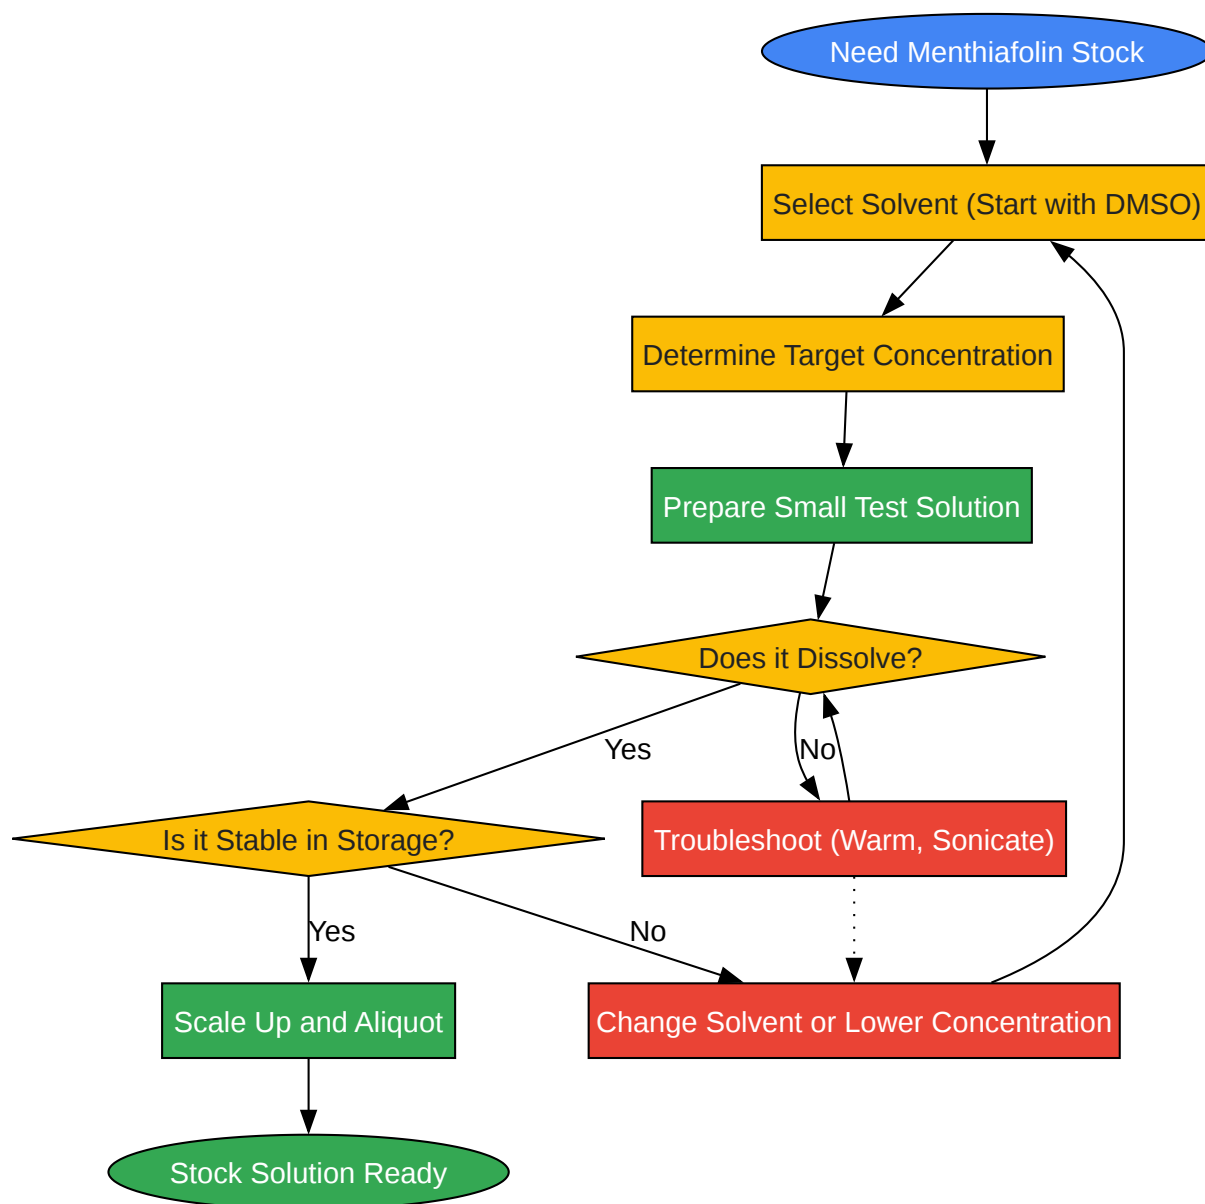 Need Menthiafolin Stock
Select Solvent (Start with DMSO)
Determine Target Concentration
Prepare Small Test Solution
Does it Dissolve?
Yes
No
Is it Stable in Storage?
Troubleshoot (Warm, Sonicate)
Yes
No
Scale Up and Aliquot
Change Solvent or Lower Concentration
Stock Solution Ready